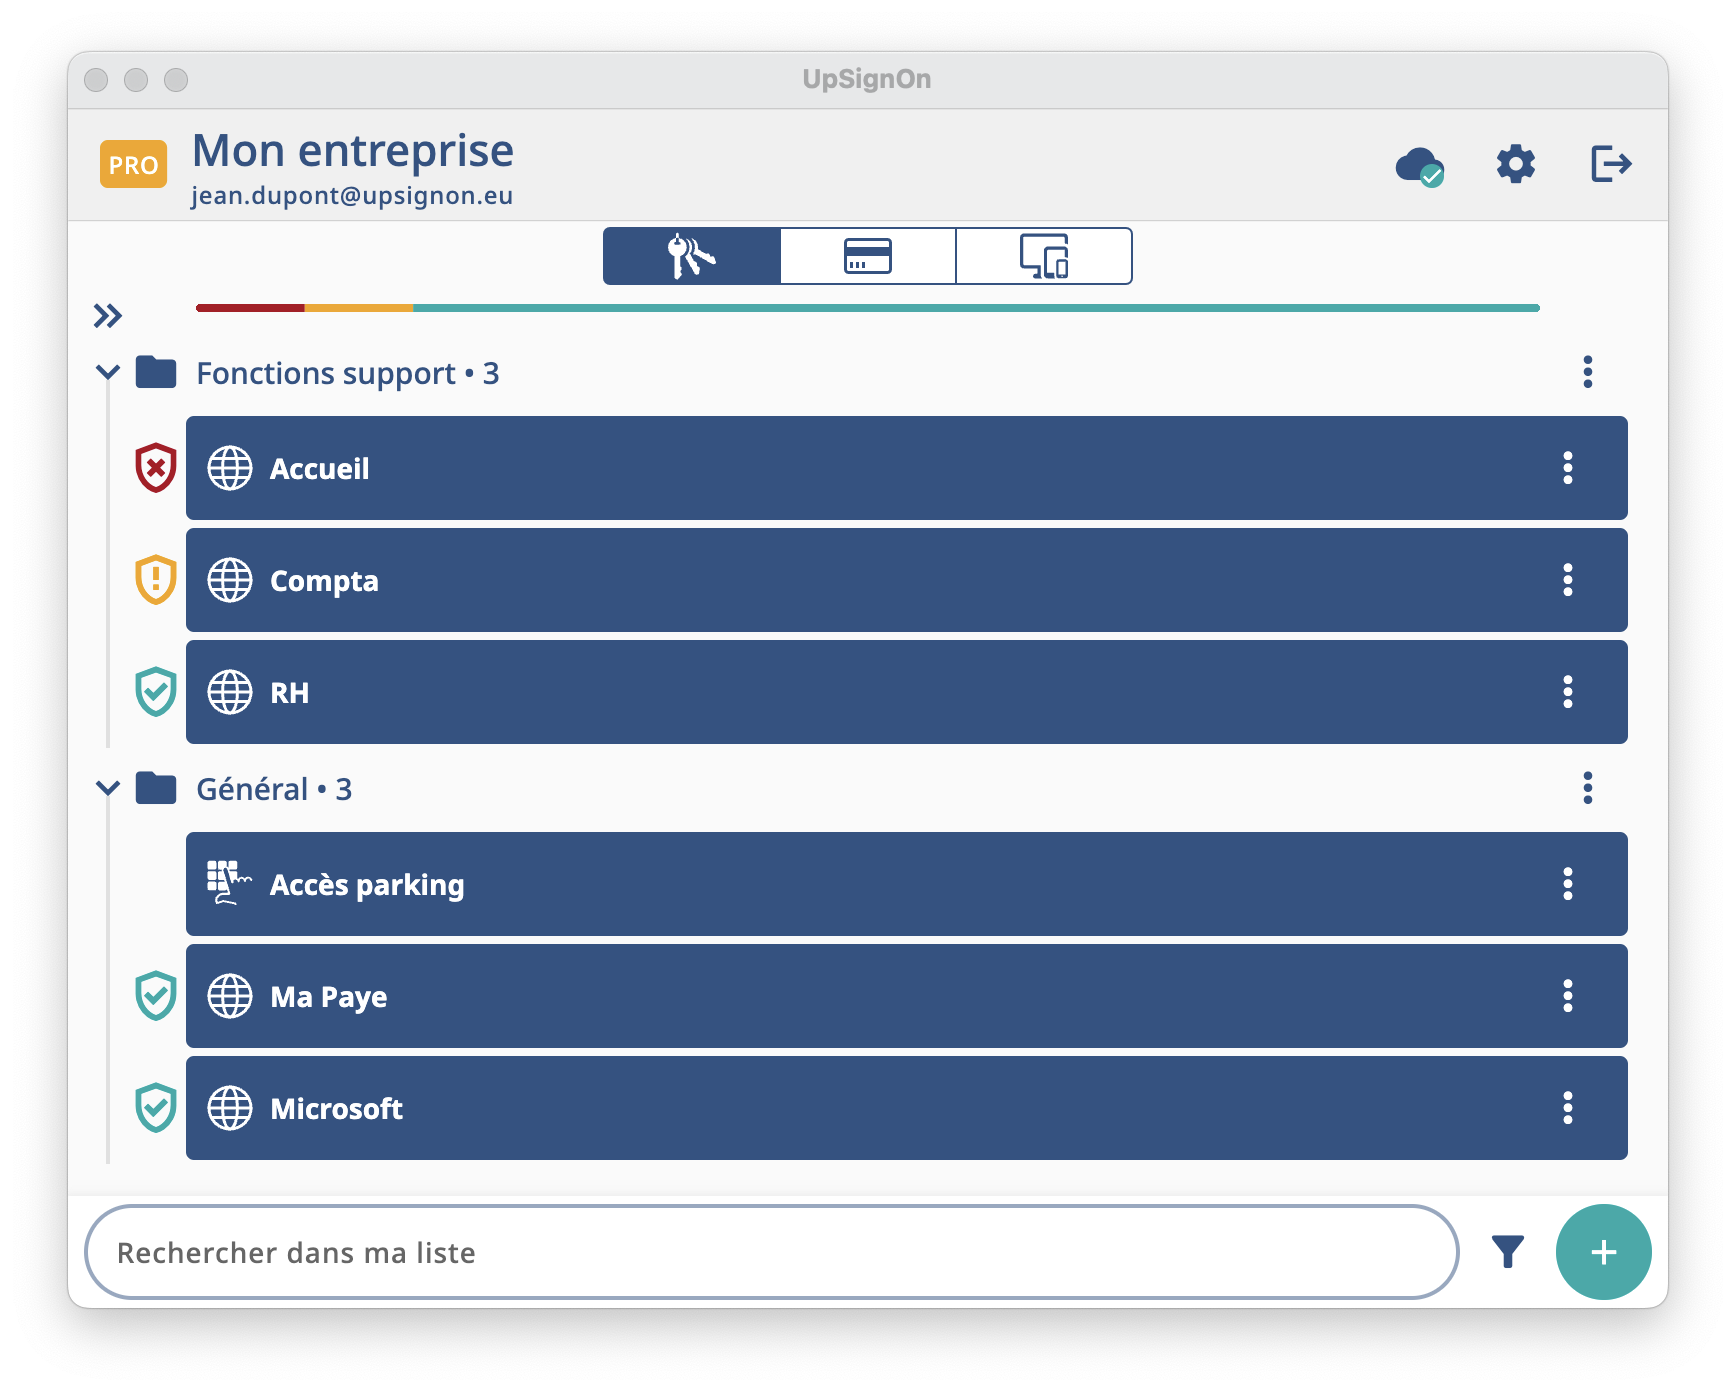 UpSignOn
PRO
Mon entreprise
jean.dupont@upsignon.eu
Fonctions support • 3
Accueil
Compta
RH
Général • 3
Accès parking
Ma Paye
Microsoft
Rechercher dans ma liste